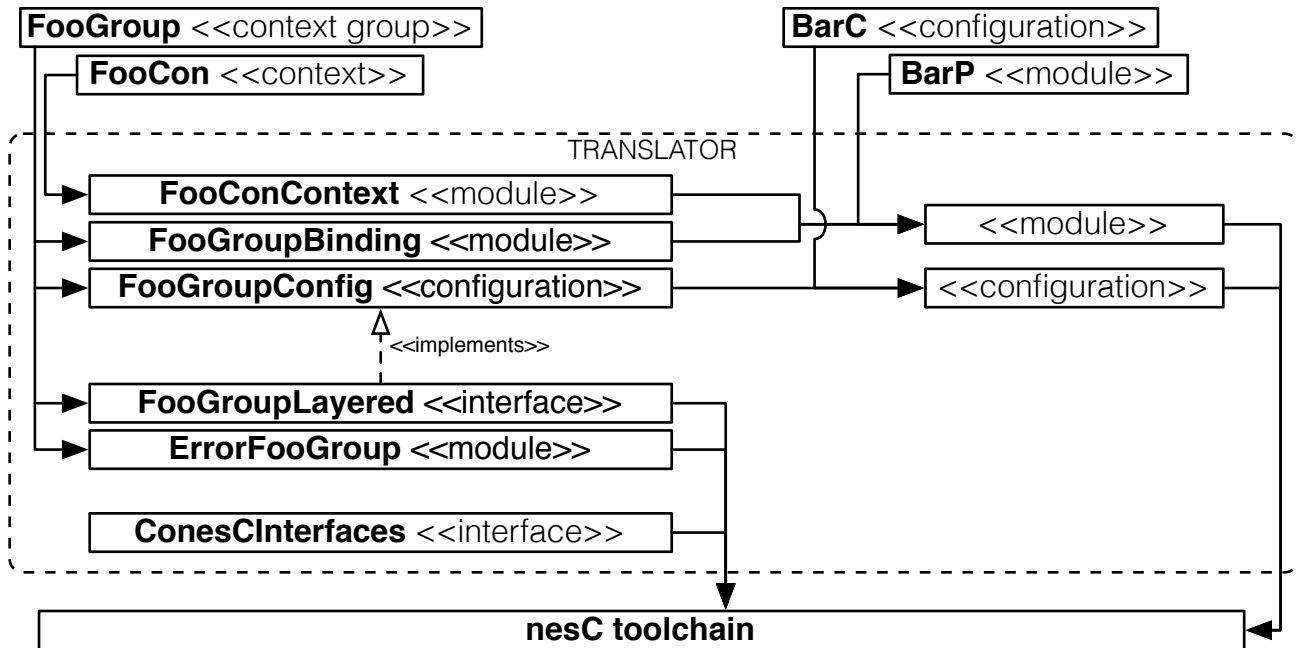 FooGroup <<context group>>
BarC <<configuration>>
FooCon <<context>>
BarP <<module>>
TRANSLATOR
FooConContext <<module>>
FooGroupBinding <<module>>
<<module>>
FooGroupConfig <<configuration>>
<<configuration>>
<<implements>>
FooGroupLayered <<interface>>
ErrorFooGroup <<module>>
ConesCInterfaces <<interface>>
nesC toolchain